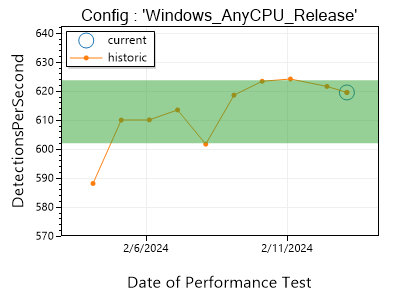 Config : 'Windows_AnyCPU_Release'
current
historic
DetectionsPerSecond
640
630
620
610
600
590
580
570
2/6/2024
2/11/2024
Date of Performance Test